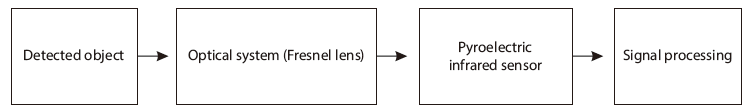 Detected object
Optical system (Fresnel lens)
Pyroelectric
infrared sensor
Signal processing